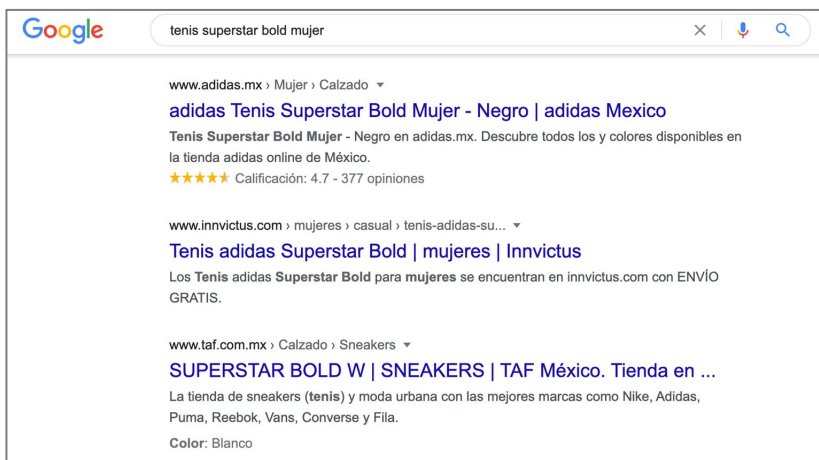 Google
tenis superstar bold mujer
www.adidas.mx › Mujer › Calzado
adidas Tenis Superstar Bold Mujer - Negro | adidas Mexico
Tenis Superstar Bold Mujer - Negro en adidas.mx. Descubre todos los y colores disponibles en
la tienda adidas online de México.
Calificación: 4.7 - 377 opiniones
www.innvictus.com › mujeres › casual › tenis-adidas-su...
Tenis adidas Superstar Bold | mujeres | Innvictus
Los Tenis adidas Superstar Bold para mujeres se encuentran en innvictus.com con ENVÍO
GRATIS.
www.taf.com.mx › Calzado › Sneakers
SUPERSTAR BOLD W | SNEAKERS | TAF México. Tienda en ...
La tienda de sneakers (tenis) y moda urbana con las mejores marcas como Nike, Adidas,
Puma, Reebok, Vans, Converse y Fila.
Color: Blanco